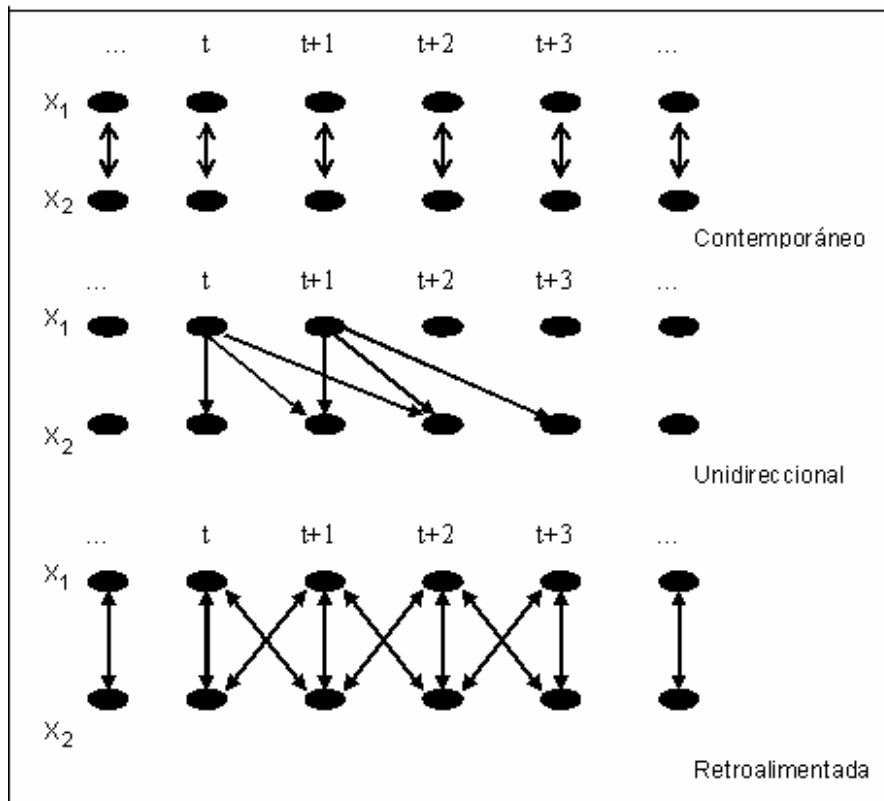 ... t t+1 t+2 t+3 ...
X1
X2
Contemporáneo
... t t+1 t+2 t+3 ...
X1
X2
Unidireccional
... t t+1 t+2 t+3 ...
X1
X2
Retroalimentada